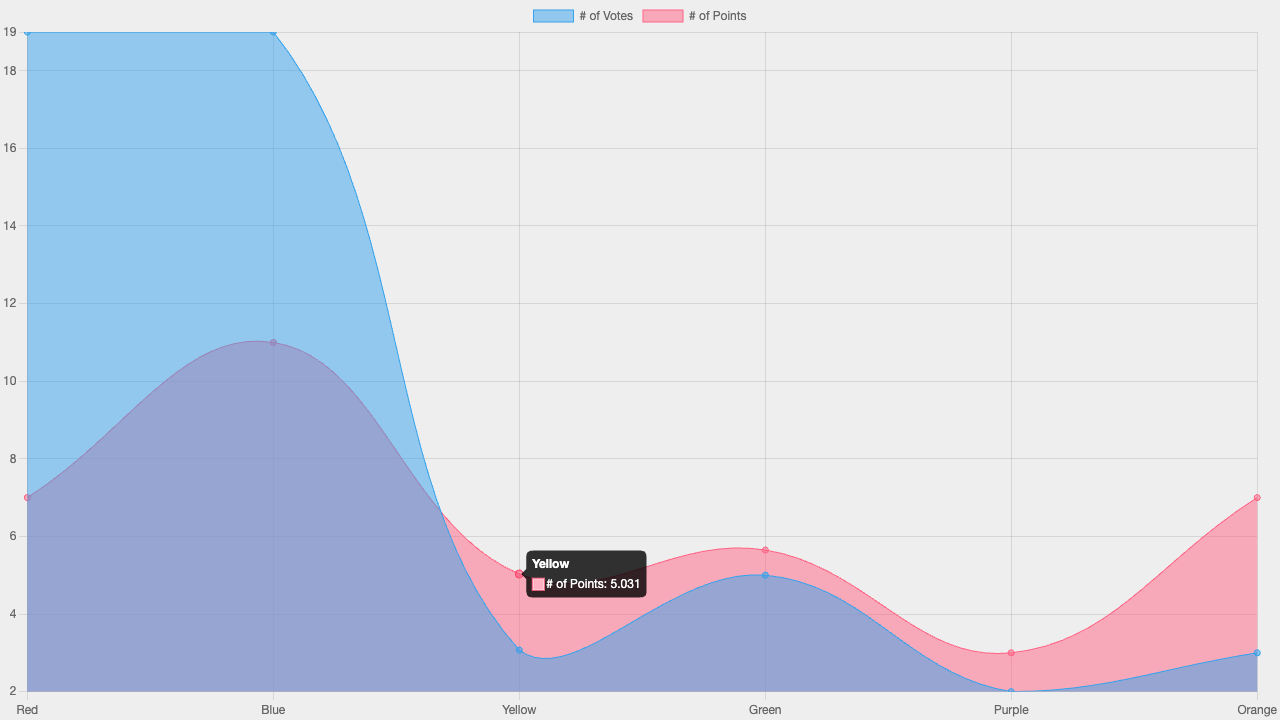 # of Votes # of Points
19
18
16
14
12
10
8
6
4
2
Yellow
# of Points: 5.031
Red Blue Yellow Green Purple Orange